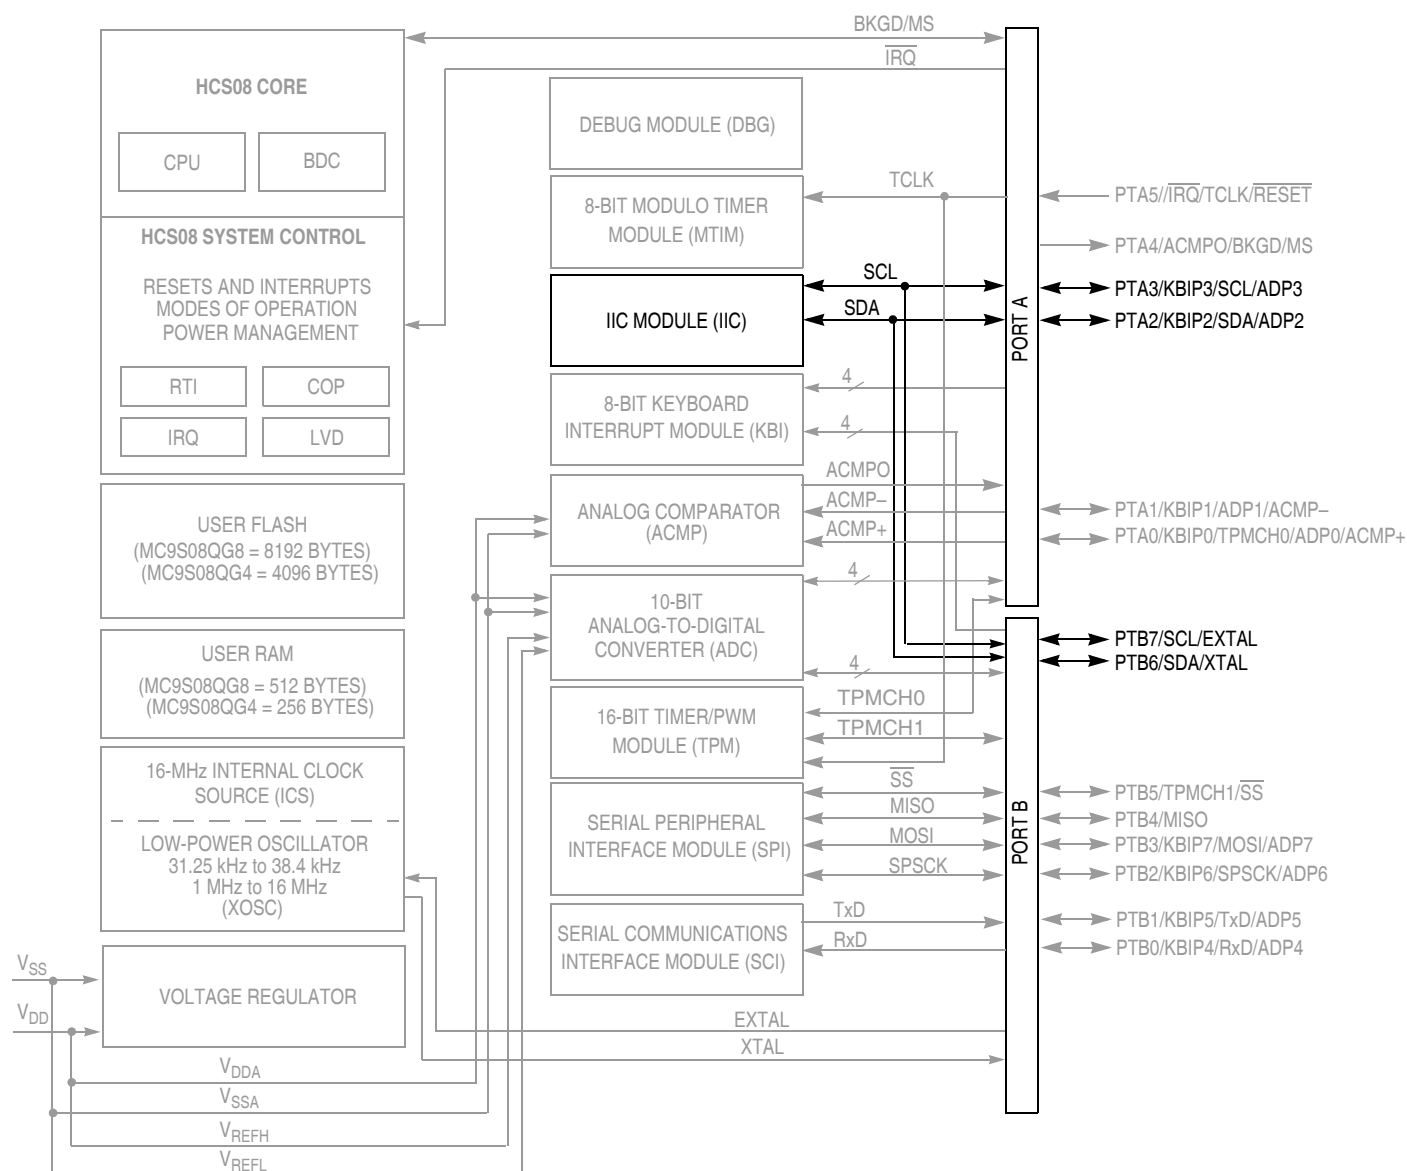 BKGD/MS
IRQ
HCS08 CORE
CPU
BDC
HCS08 SYSTEM CONTROL
RESETS AND INTERRUPTS
MODES OF OPERATION
POWER MANAGEMENT
RTI
COP
IRQ
LVD
USER FLASH
(MC9S08QG8 = 8192 BYTES)
(MC9S08QG4 = 4096 BYTES)
USER RAM
(MC9S08QG8 = 512 BYTES)
(MC9S08QG4 = 256 BYTES)
16-MHz INTERNAL CLOCK
SOURCE (ICS)
LOW-POWER OSCILLATOR
31.25 kHz to 38.4 kHz
1 MHz to 16 MHz
(XOSC)
VSS
VDD
VOLTAGE REGULATOR
VDDA
VSSA
VREFH
VREFL
DEBUG MODULE (DBG)
8-BIT MODULO TIMER
MODULE (MTIM)
TCLK
IIC MODULE (IIC)
SCL
SDA
8-BIT KEYBOARD
INTERRUPT MODULE (KBI)
4
4
ANALOG COMPARATOR
(ACMP)
ACMPO
ACMP–
ACMP+
10-BIT
ANALOG-TO-DIGITAL
CONVERTER (ADC)
4
4
16-BIT TIMER/PWM
MODULE (TPM)
TPMCH0
TPMCH1
SERIAL PERIPHERAL
INTERFACE MODULE (SPI)
SS
MISO
MOSI
SPSCK
SERIAL COMMUNICATIONS
INTERFACE MODULE (SCI)
TxD
RxD
EXTAL
XTAL
PORT A
PORT B
PTA5//IRQ/TCLK/RESET
PTA4/ACMPO/BKGD/MS
PTA3/KBIP3/SCL/ADP3
PTA2/KBIP2/SDA/ADP2
PTA1/KBIP1/ADP1/ACMP–
PTA0/KBIP0/TPMCH0/ADP0/ACMP+
PTB7/SCL/EXTAL
PTB6/SDA/XTAL
PTB5/TPMCH1/SS
PTB4/MISO
PTB3/KBIP7/MOSI/ADP7
PTB2/KBIP6/SPSCK/ADP6
PTB1/KBIP5/TxD/ADP5
PTB0/KBIP4/RxD/ADP4